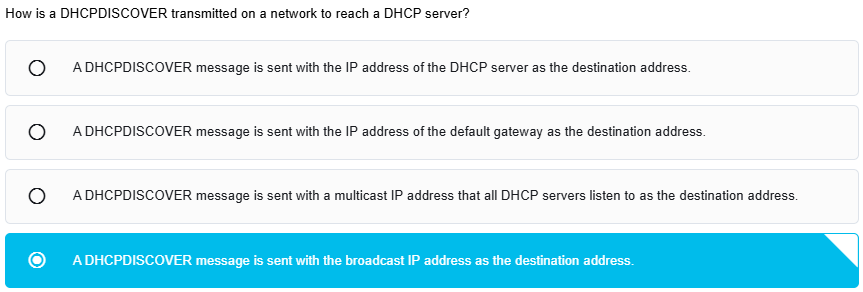 How is a DHCPDISCOVER transmitted on a network to reach a DHCP server?
A DHCPDISCOVER message is sent with the IP address of the DHCP server as the destination address.
A DHCPDISCOVER message is sent with the IP address of the default gateway as the destination address.
A DHCPDISCOVER message is sent with a multicast IP address that all DHCP servers listen to as the destination address.
A DHCPDISCOVER message is sent with the broadcast IP address as the destination address.